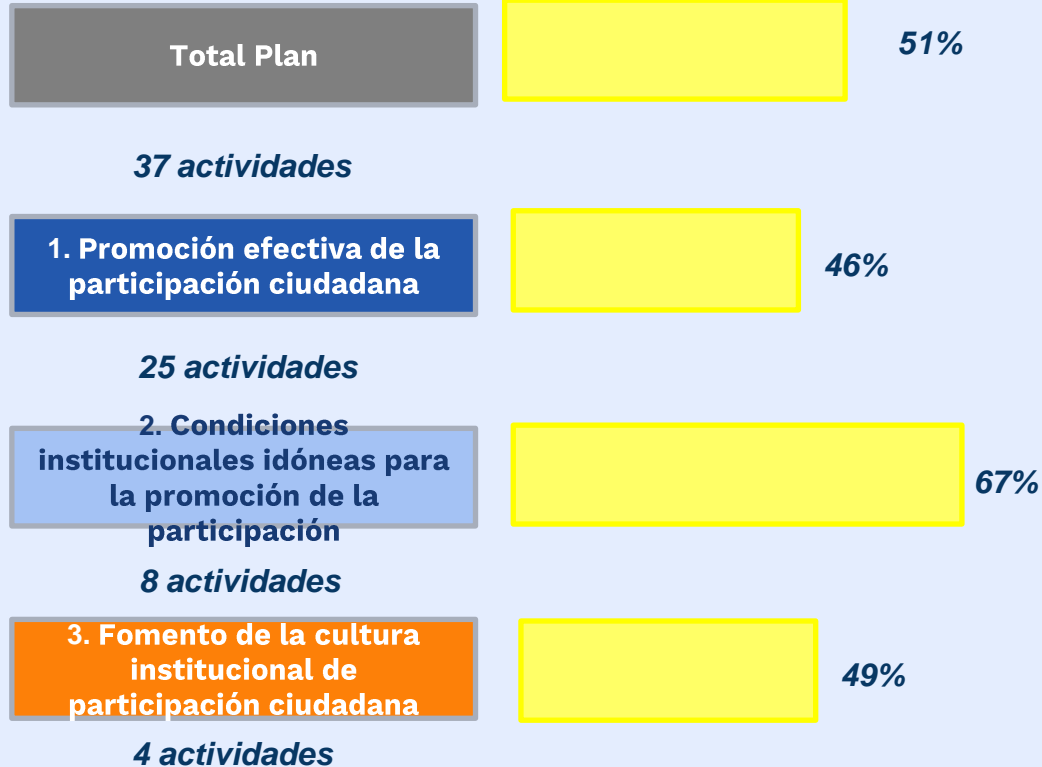 Total Plan
51%
37 actividades
1. Promoción efectiva de la
participación ciudadana
46%
25 actividades
2. Condiciones
institucionales idóneas para
la promoción de la
participación
67%
8 actividades
3. Fomento de la cultura
institucional de
participación ciudadana
49%
4 actividades